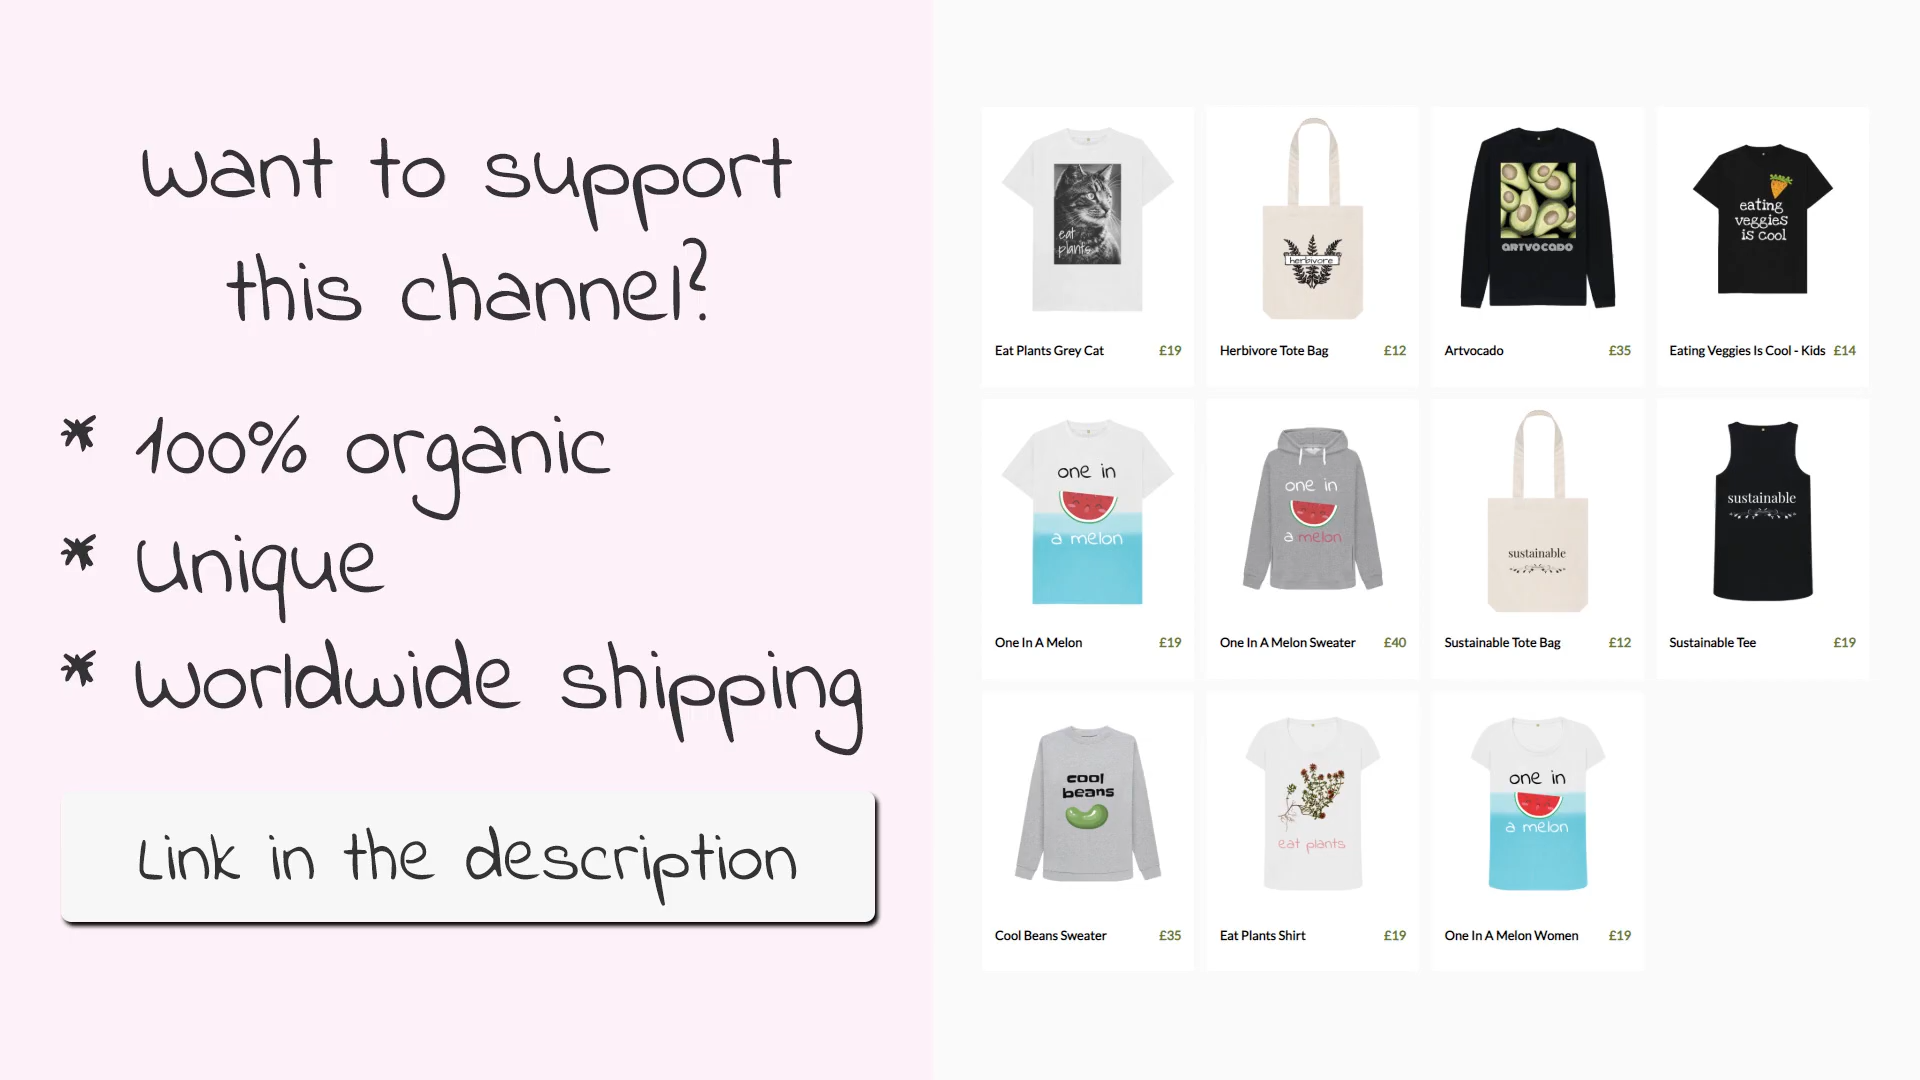 Want to support
this channel?
* 100% organic
* Unique
* Worldwide shipping
Link in the description
eat
plants
Eat Plants Grey Cat £19
herbivore
Herbivore Tote Bag £12
ARTVOCADO
Artvocado £35
eating
veggies
is cool
Eating Veggies Is Cool - Kids £14
one in
a melon
One In A Melon £19
one in
a melon
One In A Melon Sweater £40
sustainable
Sustainable Tote Bag £12
sustainable
Sustainable Tee £19
cool
beans
Cool Beans Sweater £35
eat plants
Eat Plants Shirt £19
one in
a melon
One In A Melon Women £19